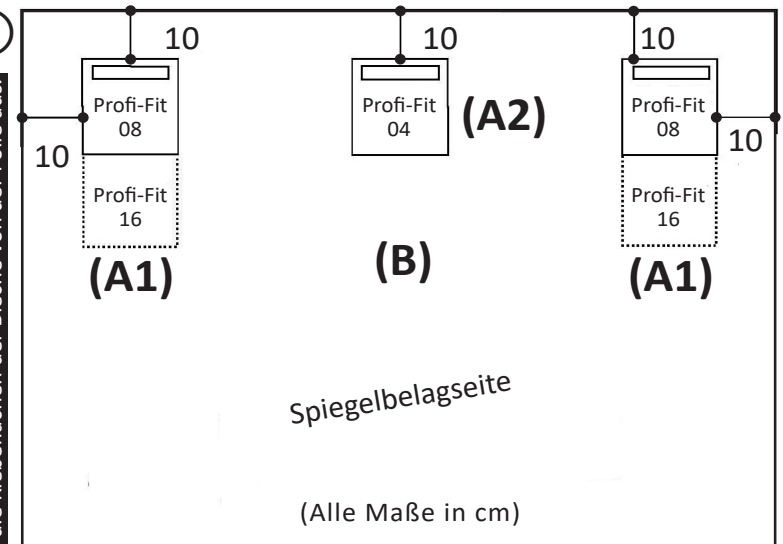 10 10 10
Profi-Fit
08
Profi-Fit
04
(A2)
Profi-Fit
08
10
10
Profi-Fit
16
Profi-Fit
16
(A1)
(B)
(A1)
Spiegelbelagseite
(Alle Maße in cm)